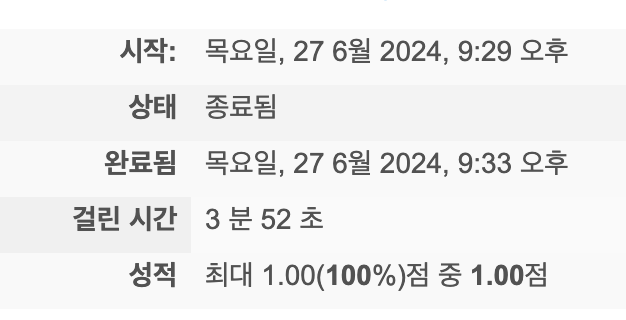 시작: 목요일, 27 6월 2024, 9:29 오후
상태 종료됨
완료됨 목요일, 27 6월 2024, 9:33 오후
걸린 시간 3 분 52 초
성적 최대 1.00(100%)점 중 1.00점